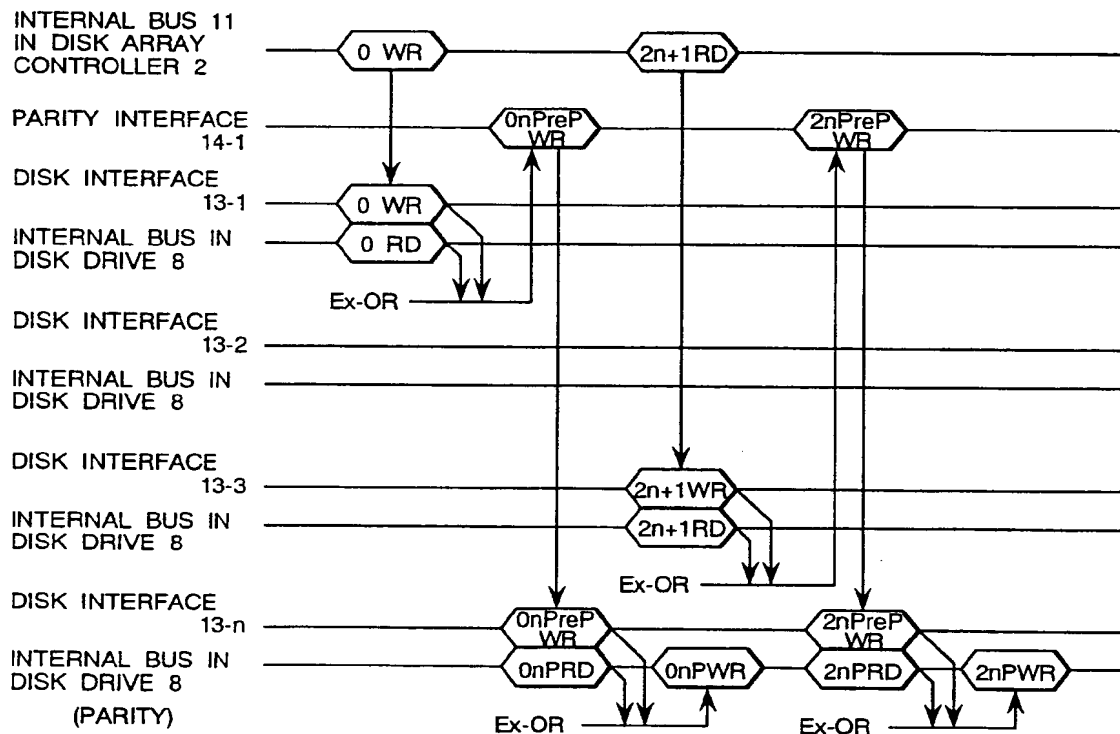 INTERNAL BUS 11
IN DISK ARRAY
CONTROLLER 2
0 WR
2n+1RD
PARITY INTERFACE
14-1
0nPreP
WR
2nPreP
WR
DISK INTERFACE
13-1
0 WR
INTERNAL BUS IN
DISK DRIVE 8
0 RD
Ex-OR
DISK INTERFACE
13-2
INTERNAL BUS IN
DISK DRIVE 8
DISK INTERFACE
13-3
2n+1WR
INTERNAL BUS IN
DISK DRIVE 8
2n+1RD
Ex-OR
DISK INTERFACE
13-n
0nPreP
WR
2nPreP
WR
INTERNAL BUS IN
DISK DRIVE 8
(PARITY)
0nPRD
0nPWR
2nPRD
2nPWR
Ex-OR
Ex-OR